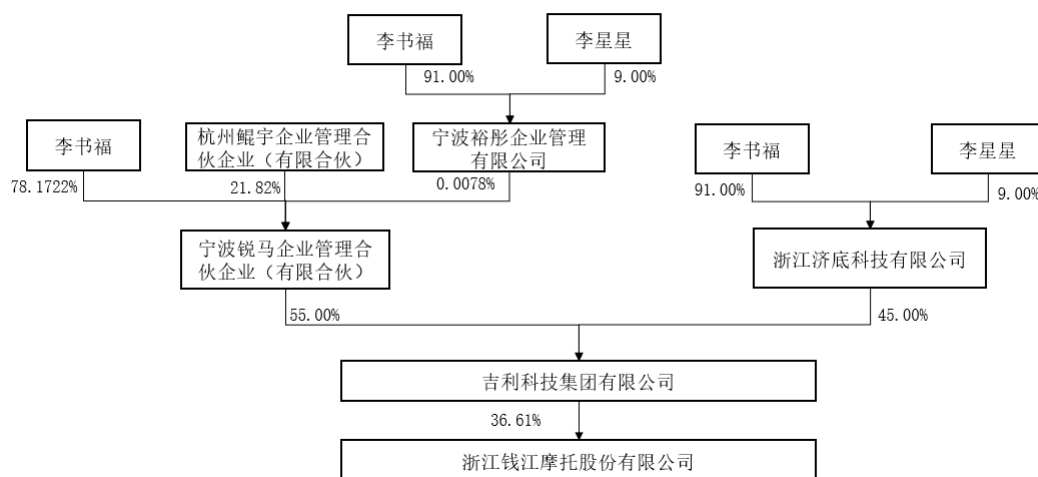 李书福
李星星
91.00%
9.00%
李书福
杭州鲲宇企业管理合
伙企业（有限合伙）
宁波裕彤企业管理
有限公司
李书福
李星星
78.1722%
21.82%
0.0078%
91.00%
9.00%
宁波锐马企业管理合
伙企业（有限合伙）
浙江济底科技有限公司
55.00%
45.00%
吉利科技集团有限公司
36.61%
浙江钱江摩托股份有限公司